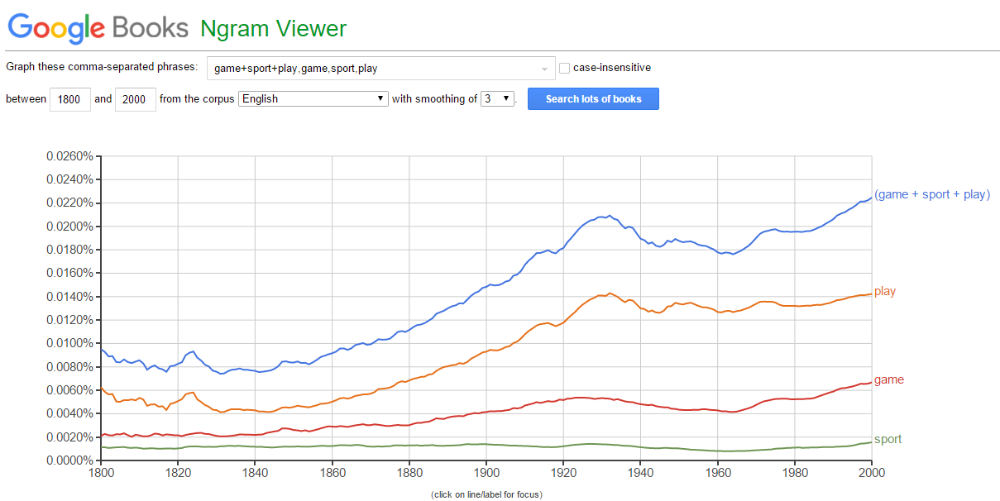 Google Books Ngram Viewer
Graph these comma-separated phrases: game+sport+play,game,sport,play case-insensitive
between 1800 and 2000 from the corpus English with smoothing of 3 . Search lots of books
0.0260%
0.0240%
0.0220%
(game + sport + play)
0.0200%
0.0180%
0.0160%
0.0140%
play
0.0120%
0.0100%
0.0080%
game
0.0060%
0.0040%
0.0020%
sport
0.0000%
1800 1820 1840 1860 1880 1900 1920 1940 1960 1980 2000
(click on line/label for focus)